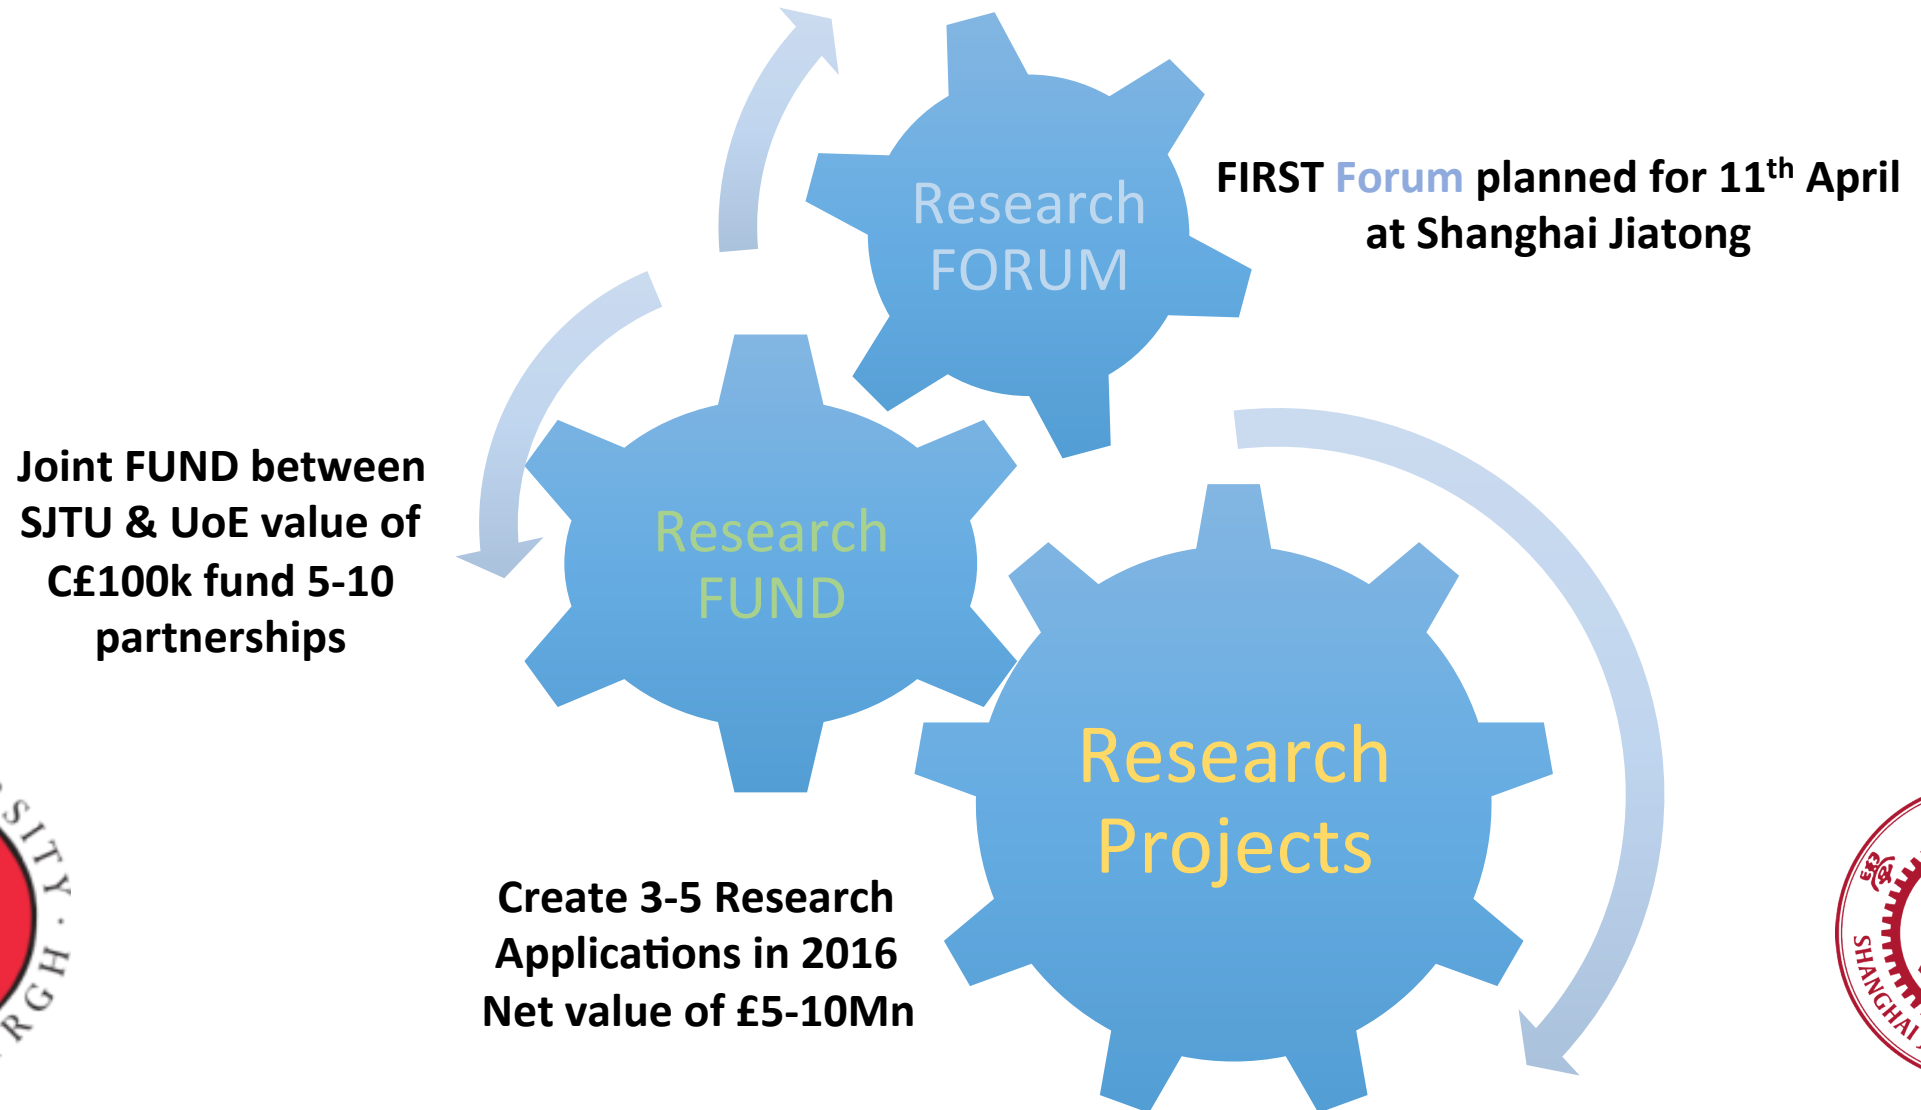 Research
FORUM
FIRST Forum planned for 11th April
at Shanghai Jiatong
Joint FUND between
SJTU & UoE value of
C£100k fund 5-10
partnerships
Research
FUND
Research
Projects
Create 3-5 Research
Applications in 2016
Net value of £5-10Mn
SHANGHAI